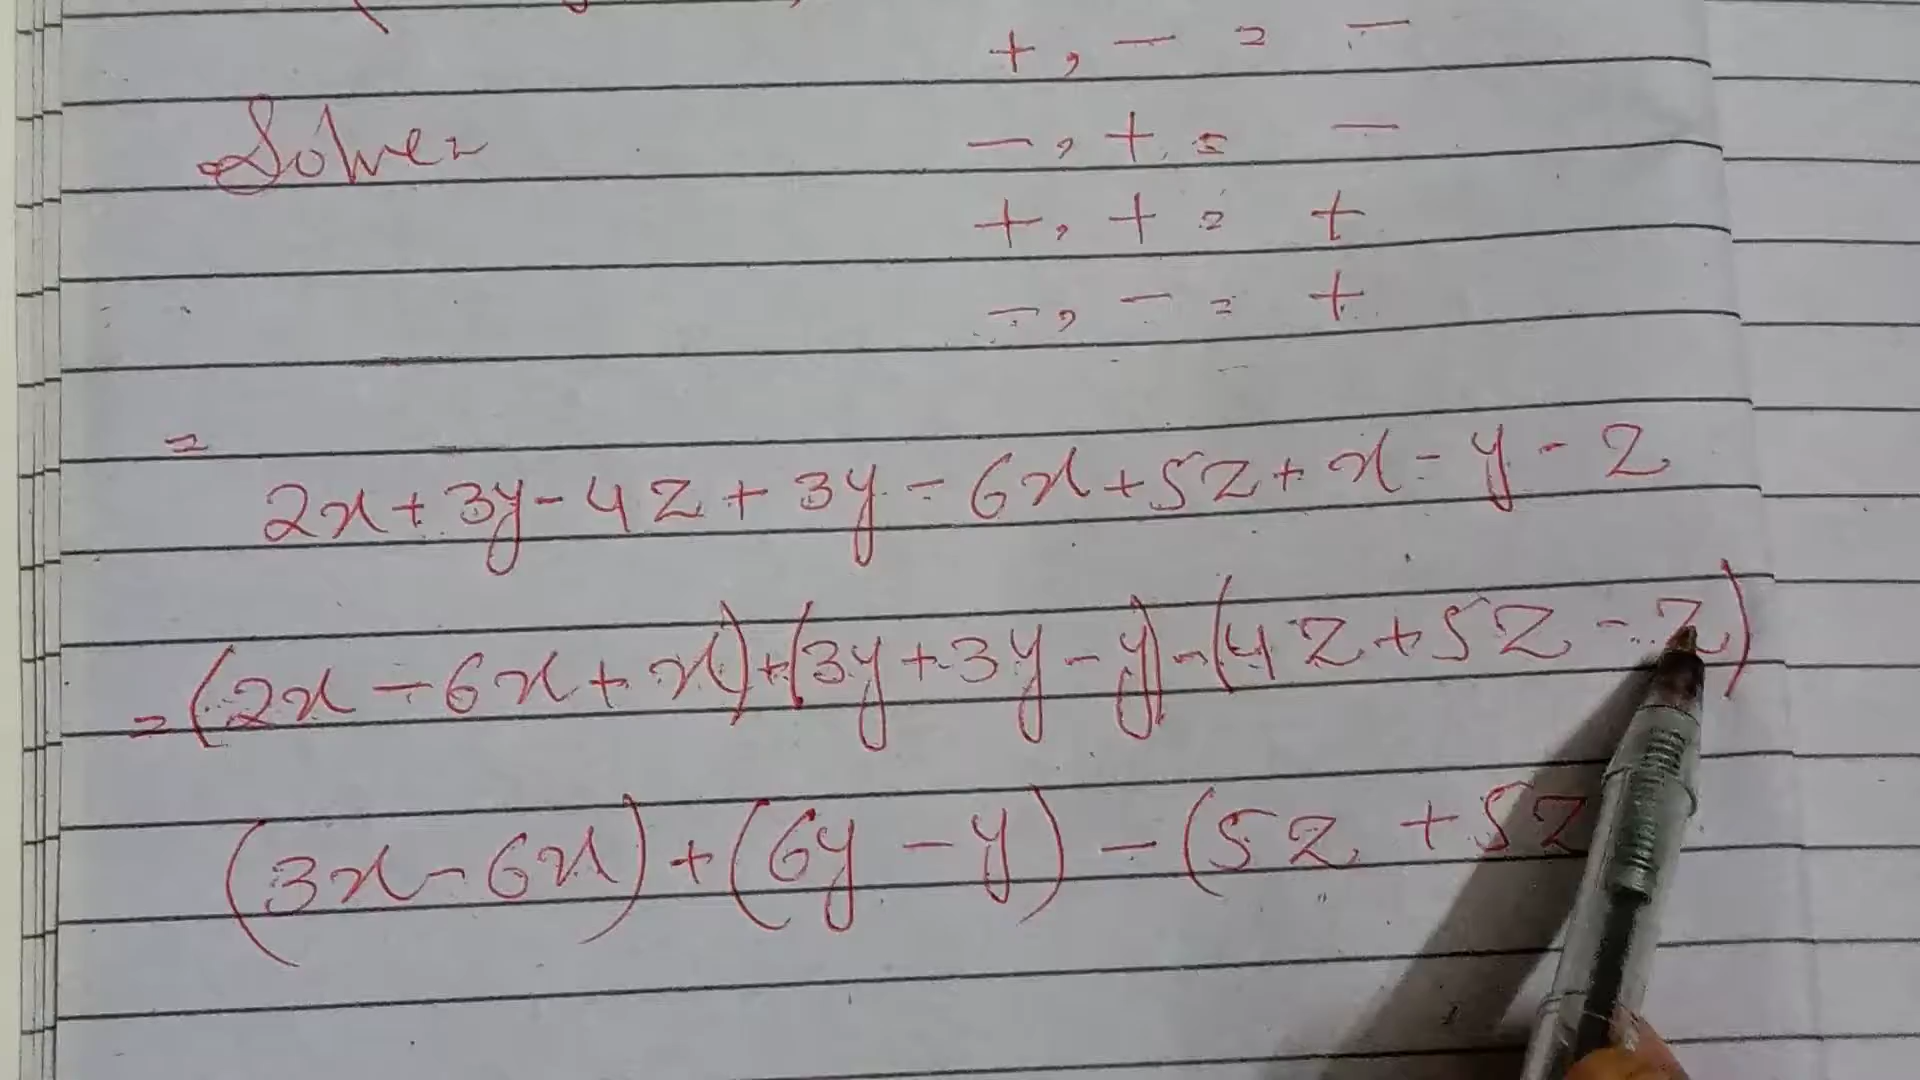 +, - = -
Solve:
-, + = -
+, + = +
-, - = +
=
2x + 3y - 4z + 3y - 6x + 5z + x - y - z
= (2x - 6x + x) + (3y + 3y - y) - (4z + 5z - z)
(3x - 6x) + (6y - y) - (5z + 5z